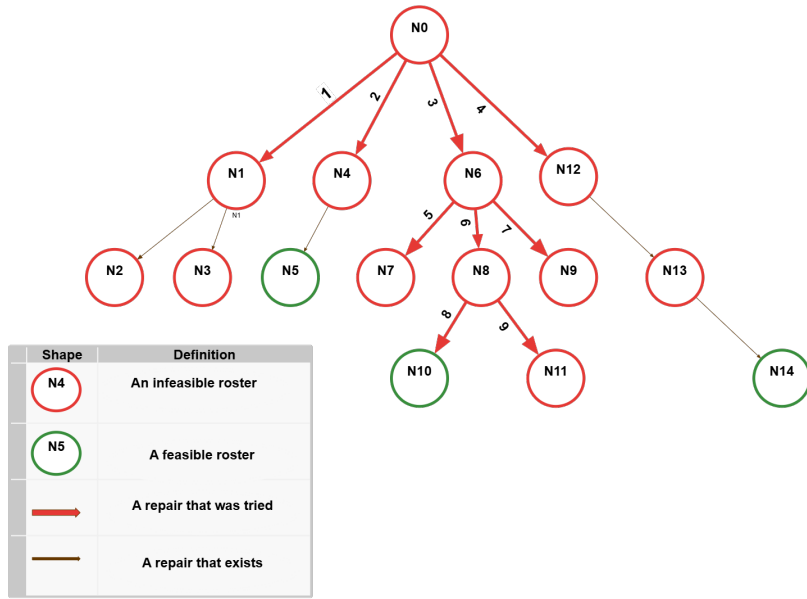 N0
1
2
3
4
N1
N4
N6
N12
N1
5
6
7
N2
N3
N5
N7
N8
N9
N13
8
9
N10
N11
N14
Shape Definition
N4 An infeasible roster
N5 A feasible roster
A repair that was tried
A repair that exists